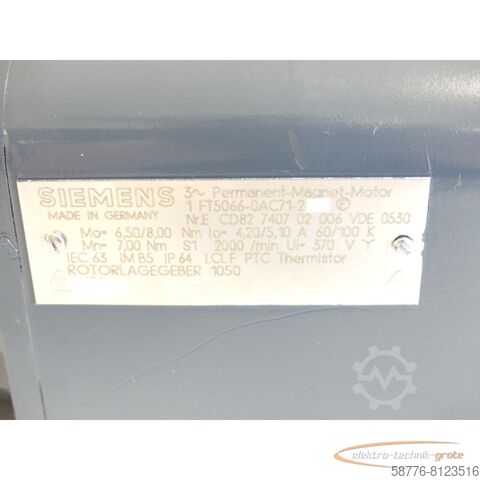 SIEMENS 3~ Permanent-Magnet-Motor
1 FT5066-0AC71-2
MADE IN GERMANY Nr.E CD82 7407 02 006 VDE 0530
Mo= 6,50/8,00 Nm Io= 4,20/5,10 A 60/100 K
Mn= 7,00 Nm S1 2000 /min Ui= 370 V Y
IEC 63 IM B5 IP 64 I.CL.F PTC Thermistor
ROTORLAGEGEBER 1050
elektro-technik-grote
58776-8123516